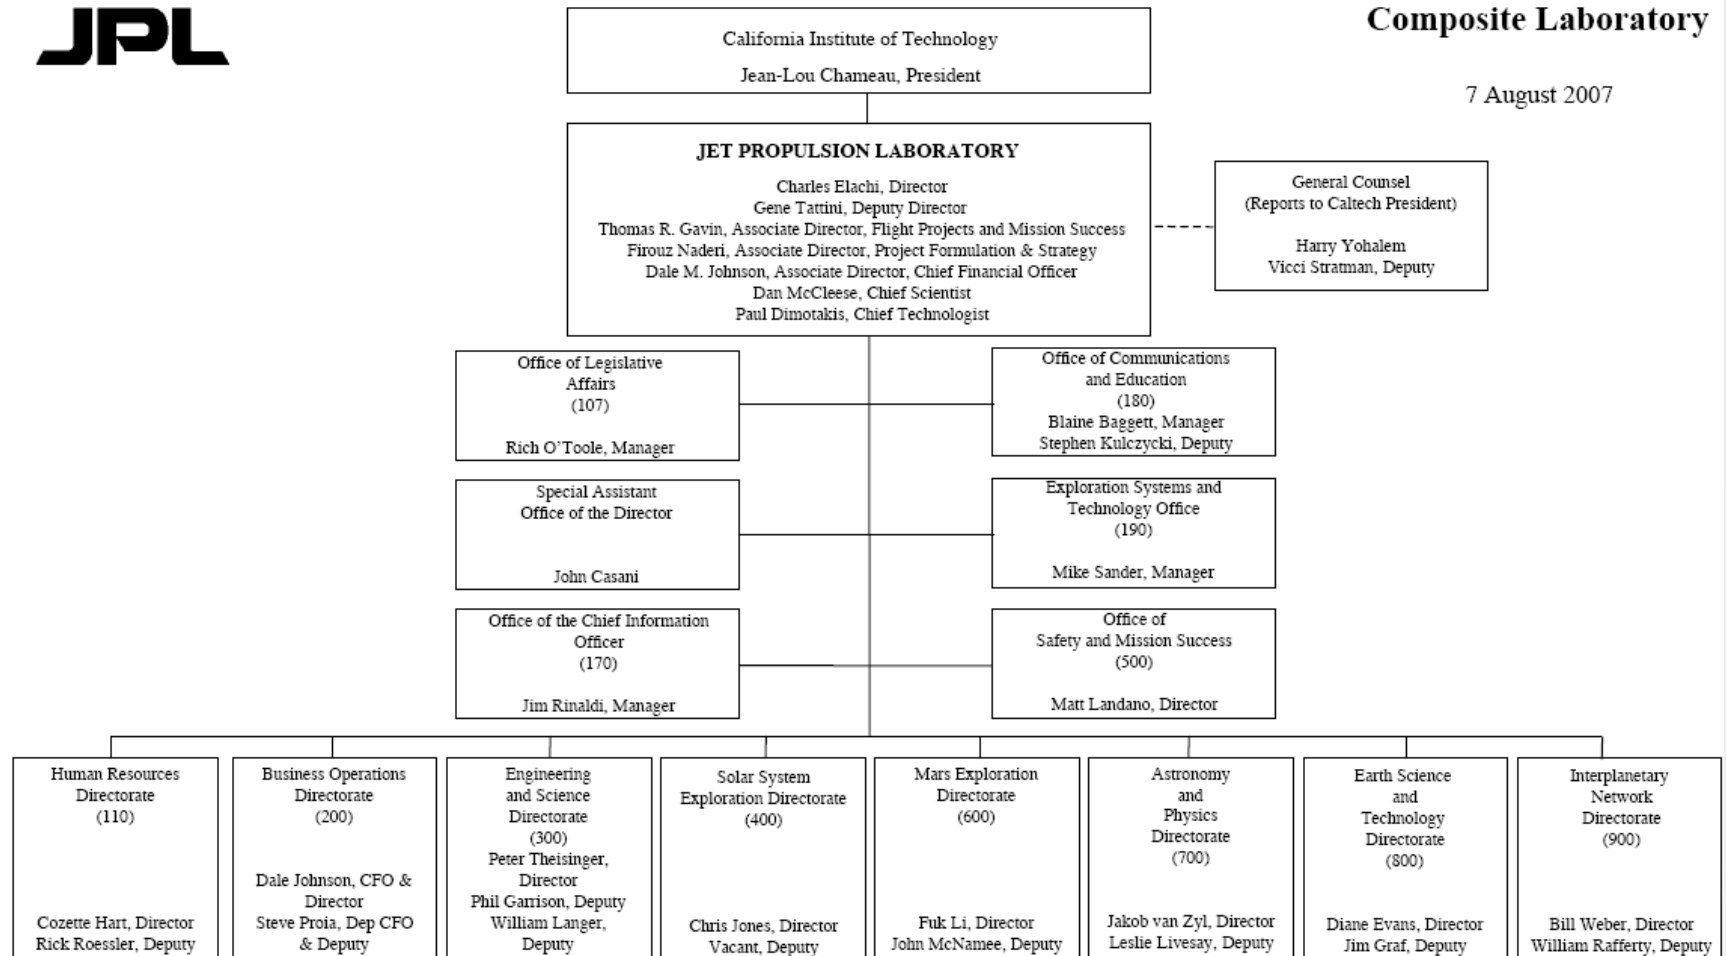 JPL
Composite Laboratory
7 August 2007
California Institute of Technology
Jean-Lou Chameau, President
JET PROPULSION LABORATORY
Charles Elachi, Director
Gene Tattini, Deputy Director
Thomas R. Gavin, Associate Director, Flight Projects and Mission Success
Firouz Naderi, Associate Director, Project Formulation & Strategy
Dale M. Johnson, Associate Director, Chief Financial Officer
Dan McCleese, Chief Scientist
Paul Dimotakis, Chief Technologist
General Counsel
(Reports to Caltech President)
Harry Yohalem
Vicci Stratman, Deputy
Office of Legislative
Affairs
(107)
Rich O'Toole, Manager
Office of Communications
and Education
(180)
Blaine Baggett, Manager
Stephen Kulczycki, Deputy
Special Assistant
Office of the Director
John Casani
Exploration Systems and
Technology Office
(190)
Mike Sander, Manager
Office of the Chief Information
Officer
(170)
Jim Rinaldi, Manager
Office of
Safety and Mission Success
(500)
Matt Landano, Director
Human Resources
Directorate
(110)
Cozette Hart, Director
Rick Roessler, Deputy
Business Operations
Directorate
(200)
Dale Johnson, CFO &
Director
Steve Proia, Dep CFO
& Deputy
Engineering
and Science
Directorate
(300)
Peter Theisinger,
Director
Phil Garrison, Deputy
William Langer,
Deputy
Solar System
Exploration Directorate
(400)
Chris Jones, Director
Vacant, Deputy
Mars Exploration
Directorate
(600)
Fuk Li, Director
John McNamee, Deputy
Astronomy
and
Physics
Directorate
(700)
Jakob van Zyl, Director
Leslie Livesay, Deputy
Earth Science
and
Technology
Directorate
(800)
Diane Evans, Director
Jim Graf, Deputy
Interplanetary
Network
Directorate
(900)
Bill Weber, Director
William Rafferty, Deputy